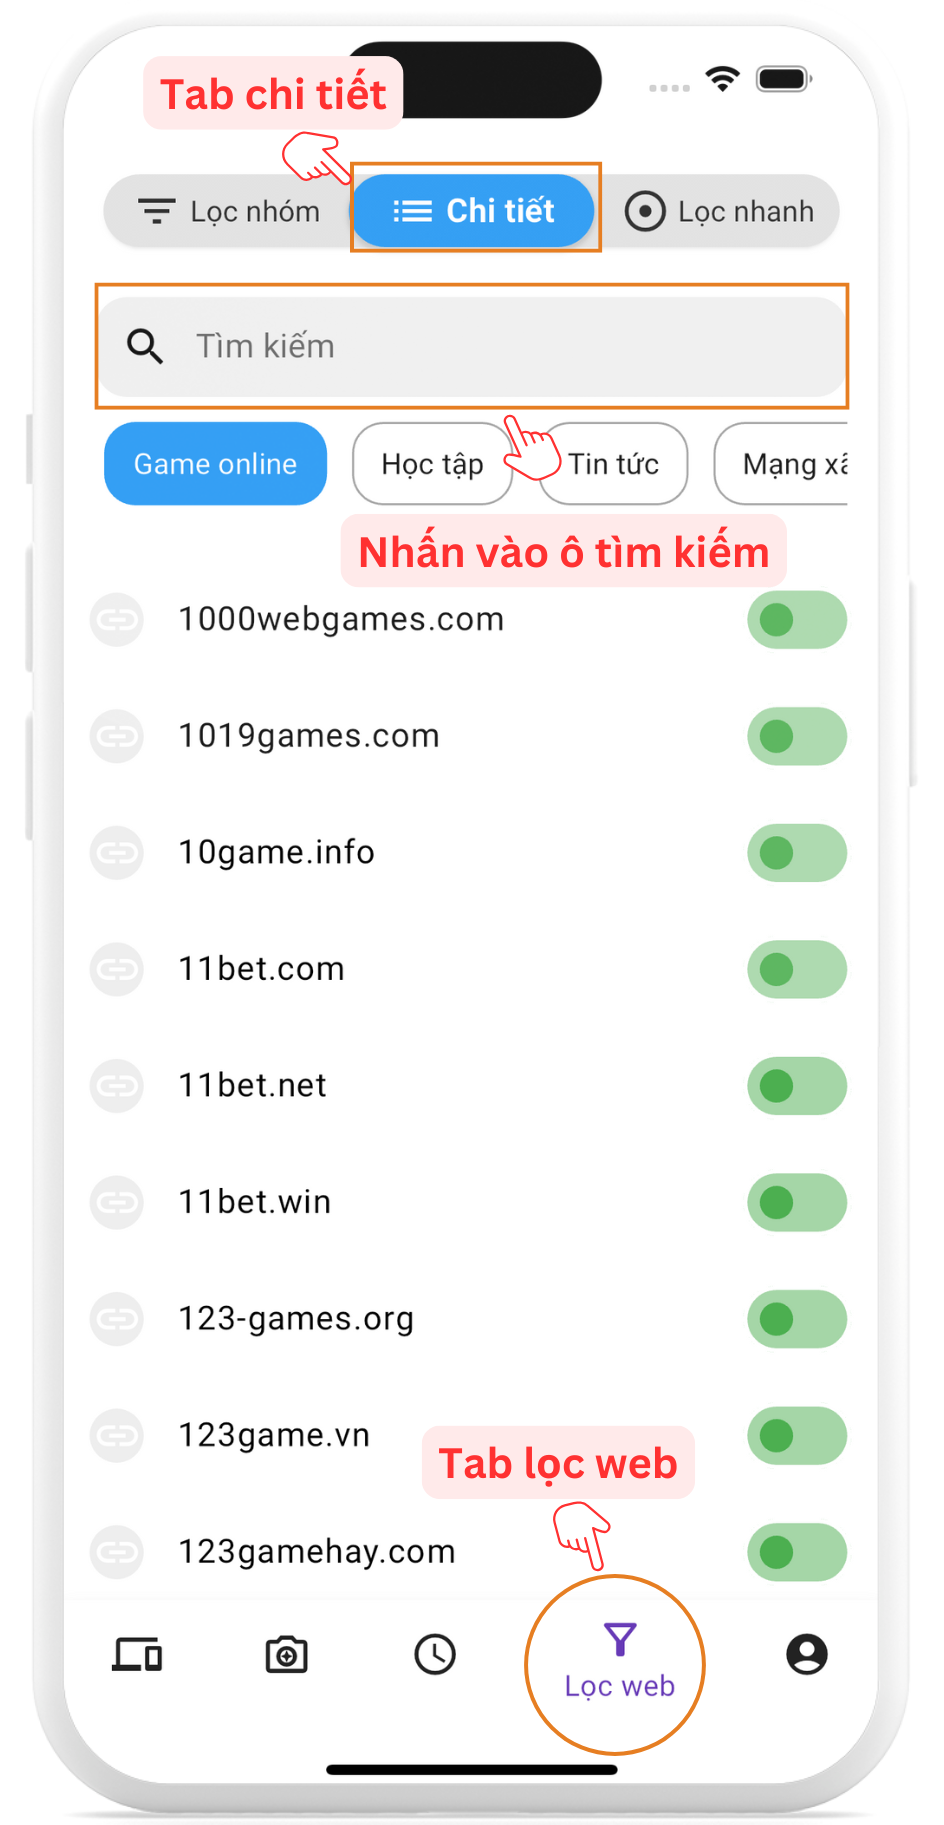 Tab chi tiết
Lọc nhóm
Chi tiết
Lọc nhanh
Tìm kiếm
Game online
Học tập
Tin tức
Mạng xã
Nhấn vào ô tìm kiếm
1000webgames.com
1019games.com
10game.info
11bet.com
11bet.net
11bet.win
123-games.org
123game.vn
Tab lọc web
123gamehay.com
Lọc web